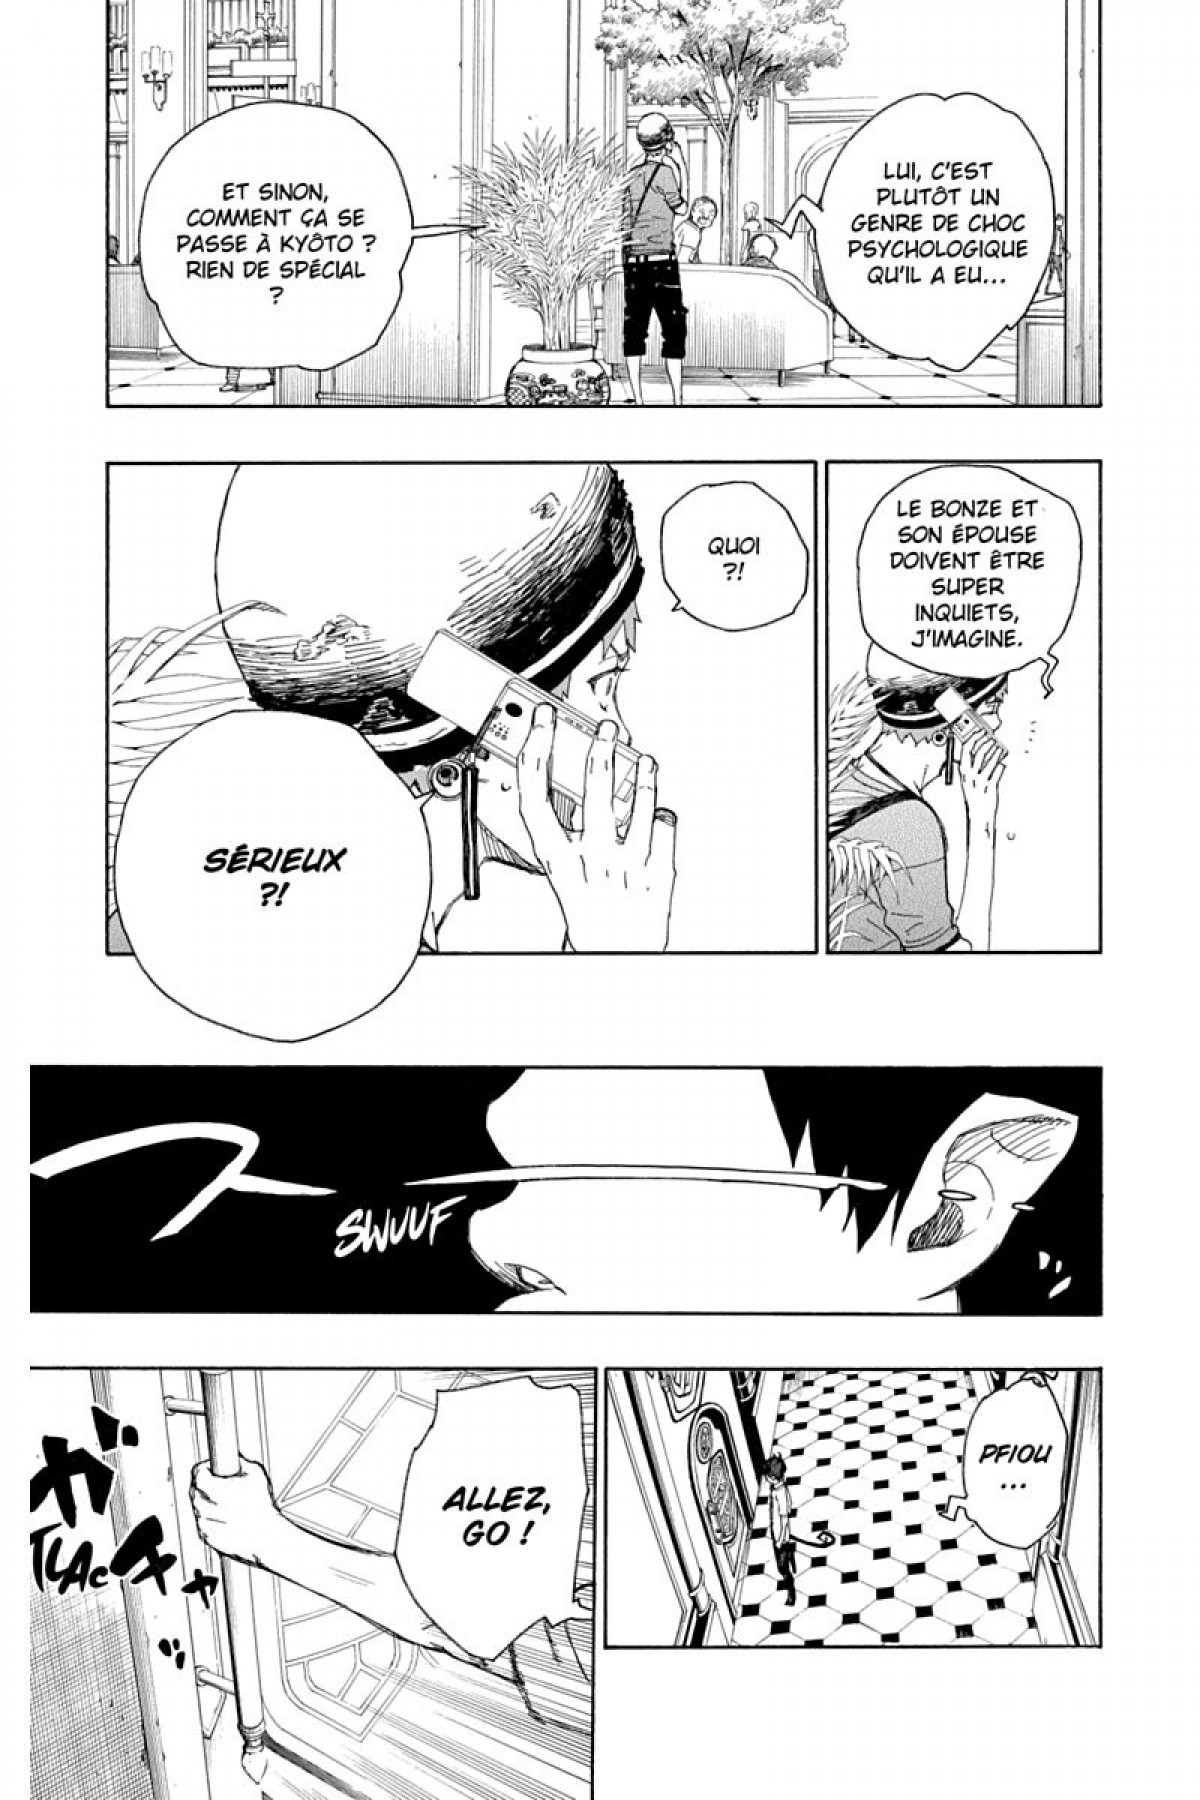 LUI, C'EST
PLUTÔT UN
GENRE DE CHOC
PSYCHOLOGIQUE
QU'IL A EU...
ET SINON,
COMMENT ÇA SE
PASSE À KYÔTO ?
RIEN DE SPÉCIAL
?
LE BONZE ET
SON ÉPOUSE
DOIVENT ÊTRE
SUPER
INQUIETS,
J'IMAGINE.
QUOI
?!
SÉRIEUX
?!
SWUUF
PFIOU
...
ALLEZ,
GO !
ガチャ
TLAC